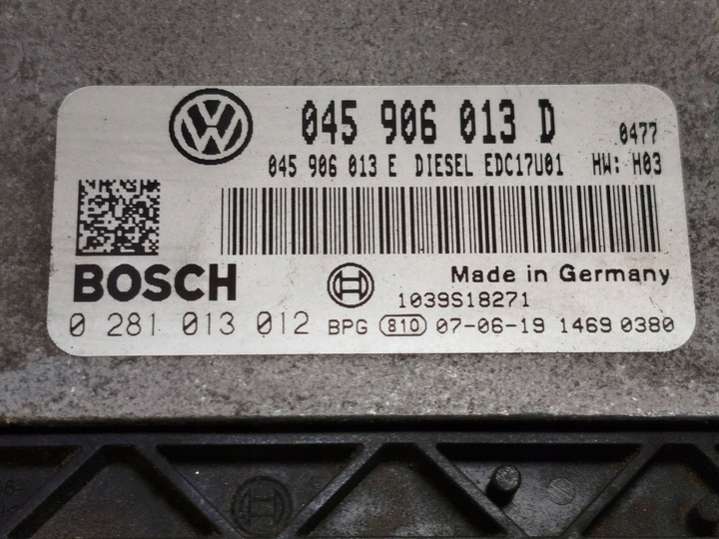 045 906 013 D 0477
045 906 013 E DIESEL EDC17U01 HW: H03
BOSCH
Made in Germany
1039S18271
0 281 013 012 BPG 810 07-06-19 1469 0380